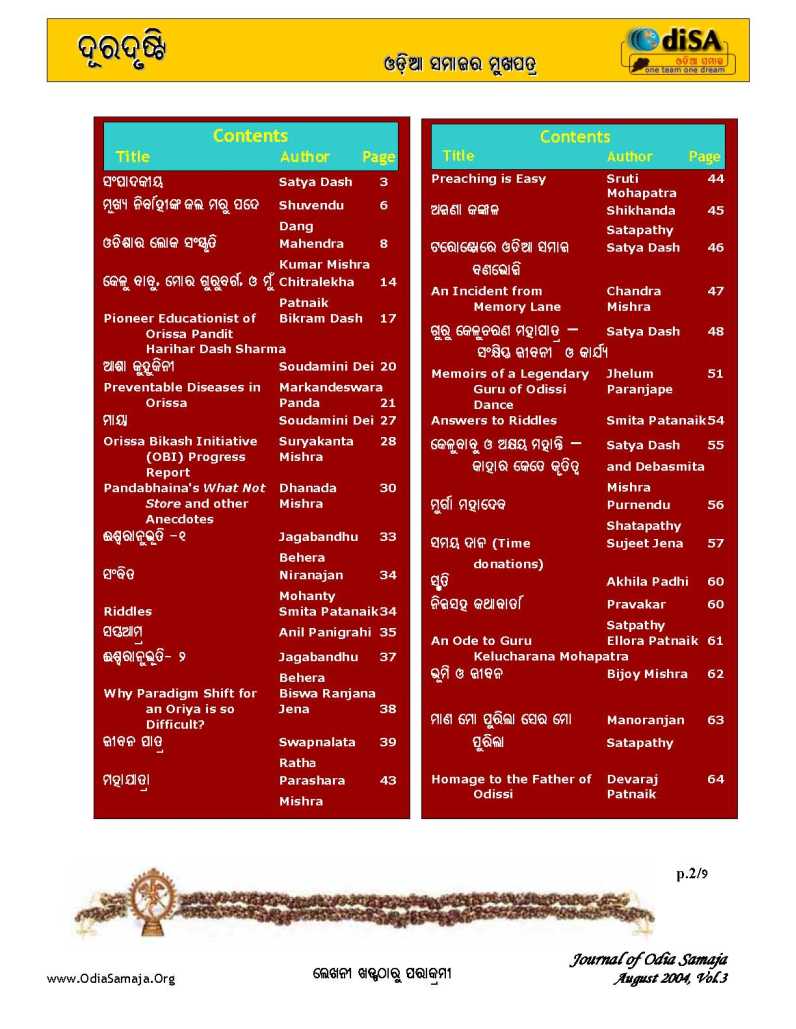 ଦୂରଦୃଷ୍ଟି
ଓଡ଼ିଆ ସମାଜର ମୁଖପତ୍ର
OdiSA
ଓଡ଼ିଆ ସମାଜ
one team one dream
Contents
Title Author Page
ସଂପାଦକୀୟ Satya Dash 3
ମୁଖ୍ୟ ନିର୍ବାହୀଙ୍କ କଲ ମରୁ ପଦେ Shuvendu 6
Dang
ଓଡିଶାର ଲୋକ ସଂସ୍କୃତି Mahendra 8
Kumar Mishra
କେଳୁ ବାବୁ, ମୋର ଗୁରୁବର୍ଗ, ଓ ମୁଁ Chitralekha 14
Patnaik
Pioneer Educationist of Bikram Dash 17
Orissa Pandit
Harihar Dash Sharma
ଆଶା କୁହୁକିନୀ Soudamini Dei 20
Preventable Diseases in Markandeswara
Orissa Panda 21
ମାୟା Soudamini Dei 27
Orissa Bikash Initiative Suryakanta 28
(OBI) Progress Mishra
Report
Pandabhaina's What Not Dhanada 30
Store and other Mishra
Anecdotes
ଈଶ୍ଵରାନୁଭୂତି -୧ Jagabandhu 33
Behera
ସଂବିତ Niranajan 34
Mohanty
Riddles Smita Patanaik34
ସପ୍ତଆମ୍ର Anil Panigrahi 35
ଈଶ୍ଵରାନୁଭୂତି- ୨ Jagabandhu 37
Behera
Why Paradigm Shift for Biswa Ranjana
an Oriya is so Jena 38
Difficult?
ଜୀବନ ପାତ୍ର Swapnalata 39
Ratha
ମହାଯାତ୍ରା Parashara 43
Mishra
Contents
Title Author Page
Preaching is Easy Sruti 44
Mohapatra
ଅଜଣା କଙ୍କାଳ Shikhanda 45
Satapathy
ଟରୋଣ୍ଟୋରେ ଓଡିଆ ସମାଜ Satya Dash 46
ବଣଭୋଜି
An Incident from Chandra 47
Memory Lane Mishra
ଗୁରୁ କେଳୁଚରଣ ମହାପାତ୍ର — Satya Dash 48
ସଂକ୍ଷିପ୍ତ ଜୀବନୀ ଓ କାର୍ଯ୍ୟ
Memoirs of a Legendary Jhelum 51
Guru of Odissi Paranjape
Dance
Answers to Riddles Smita Patanaik54
କେଳୁବାବୁ ଓ ଅକ୍ଷୟ ମହାନ୍ତି — Satya Dash 55
କାହାର କେତେ କୃତିତ୍ୱ and Debasmita
Mishra
ମୂର୍ଗୀ ମହାଦେବ Purnendu 56
Shatapathy
ସମୟ ଦାନ (Time Sujeet Jena 57
donations)
ସ୍ମୃତି Akhila Padhi 60
ନିଜସହ କଥାବାର୍ତା Pravakar 60
Satpathy
An Ode to Guru Ellora Patnaik 61
Kelucharana Mohapatra
ଭୂମି ଓ ଜୀବନ Bijoy Mishra 62
ମାଣ ମୋ ପୁରିଲା ସେର ମୋ Manoranjan 63
ପୁରିଲା Satapathy
Homage to the Father of Devaraj 64
Odissi Patnaik
p.2/୨
Journal of Odia Samaja
www.OdiaSamaja.Org ଲେଖନୀ ଖଡ୍ଗଠାରୁ ପରାକ୍ରମୀ August 2004, Vol.3